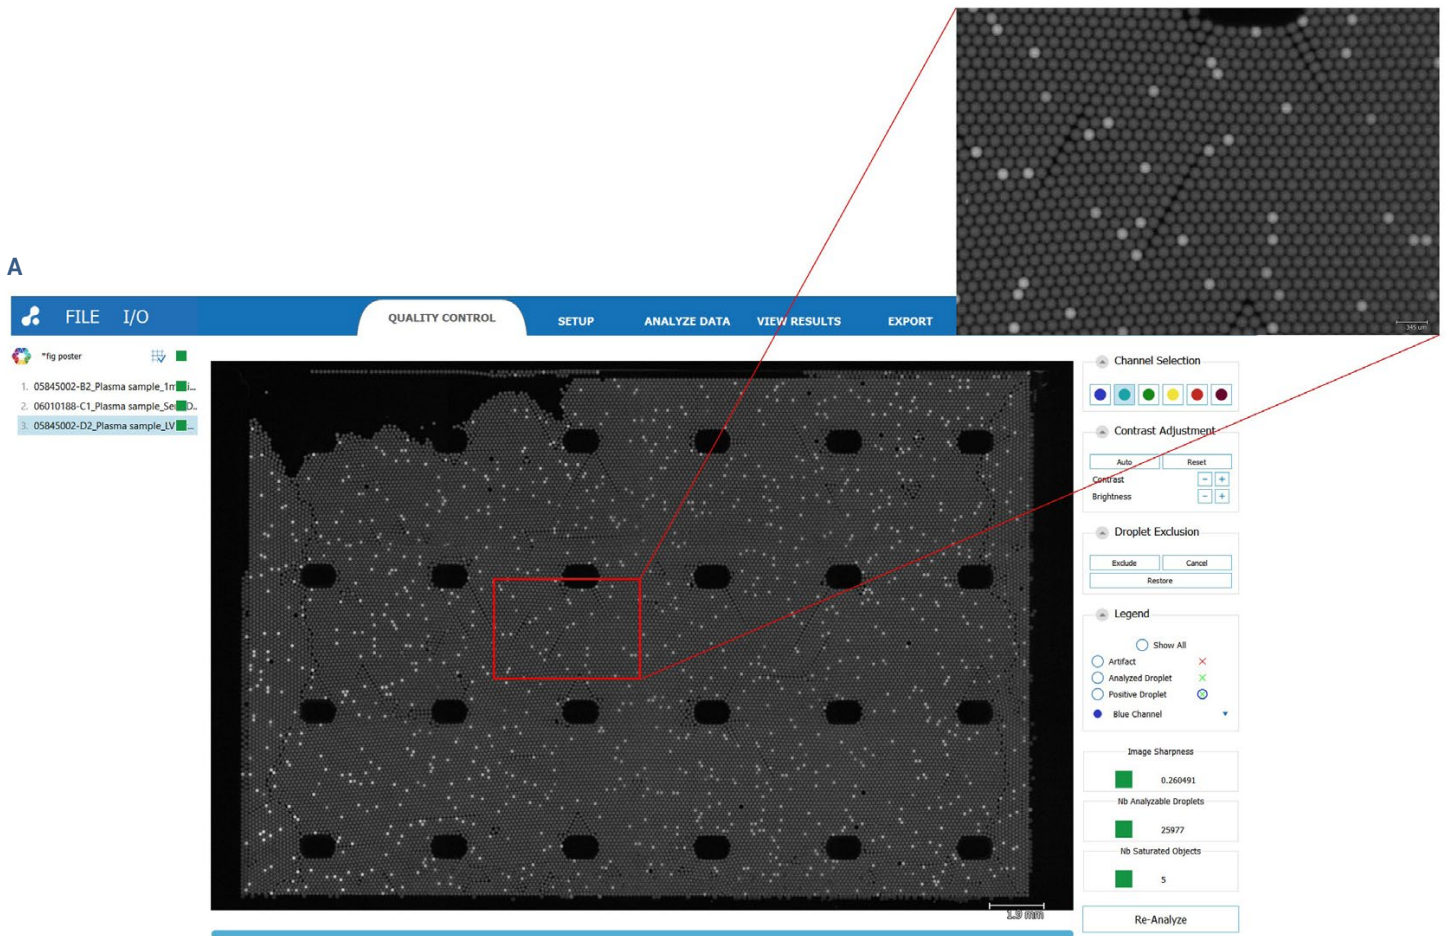 345 um
A
FILE I/O
QUALITY CONTROL
SETUP
ANALYZE DATA
VIEW RESULTS
EXPORT
*fig poster
1. 05845002-B2_Plasma sample_1m i...
2. 06010188-C1_Plasma sample_Se D..
3. 05845002-D2_Plasma sample_LV ...
1.0 mm
Channel Selection
Contrast Adjustment
Auto Reset
Contrast - +
Brightness - +
Droplet Exclusion
Exclude Cancel
Restore
Legend
Show All
Artifact
Analyzed Droplet
Positive Droplet
Blue Channel
Image Sharpness
0.260491
Nb Analyzable Droplets
25977
Nb Saturated Objects
5
Re-Analyze